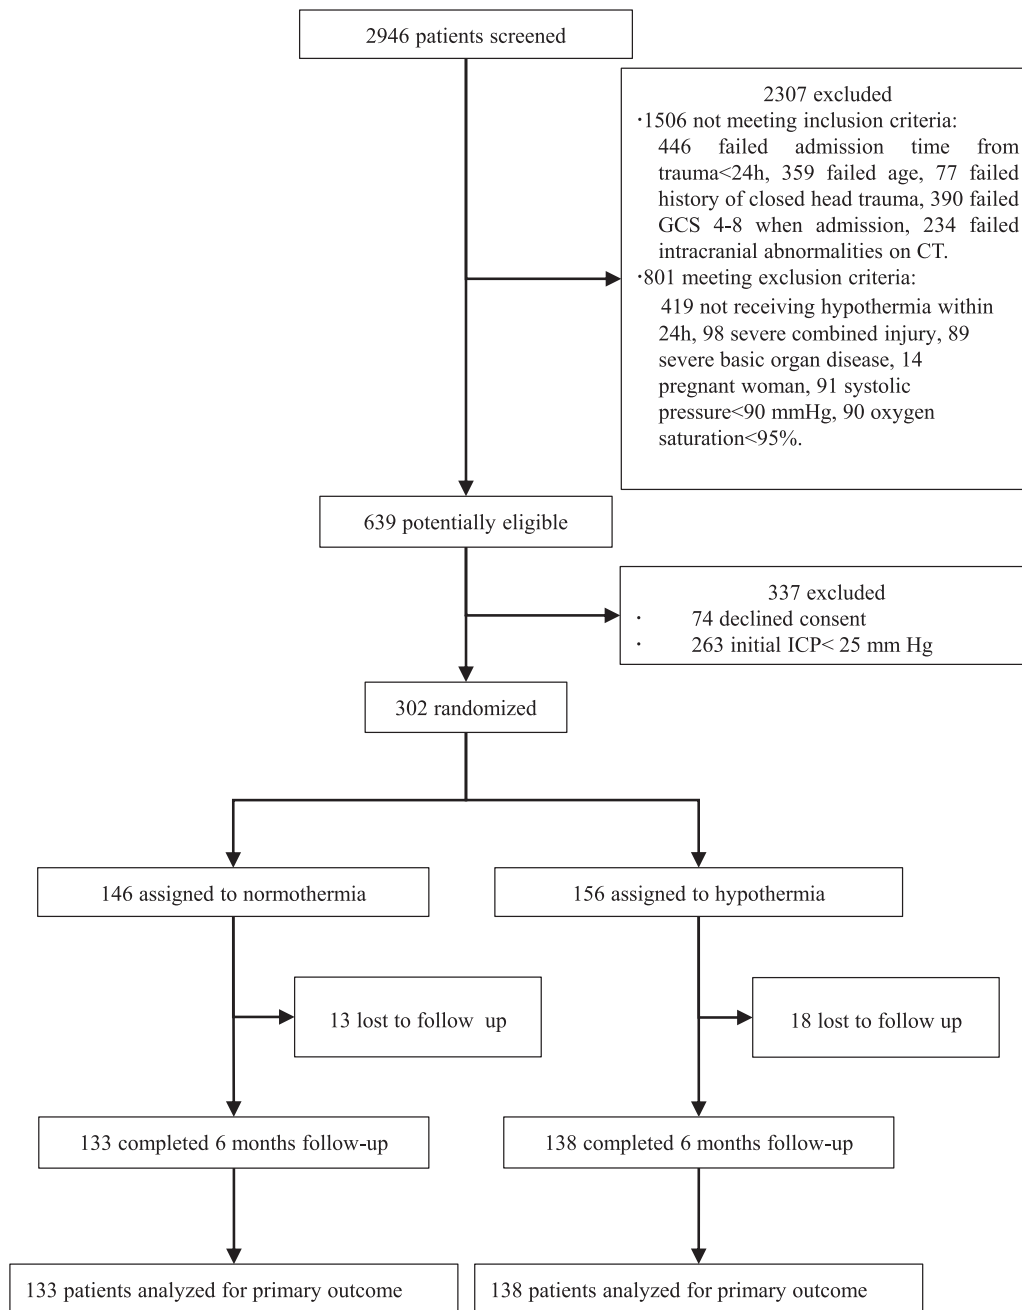 2946 patients screened
2307 excluded
·1506 not meeting inclusion criteria:
446 failed admission time from
trauma<24h, 359 failed age, 77 failed
history of closed head trauma, 390 failed
GCS 4-8 when admission, 234 failed
intracranial abnormalities on CT.
·801 meeting exclusion criteria:
419 not receiving hypothermia within
24h, 98 severe combined injury, 89
severe basic organ disease, 14
pregnant woman, 91 systolic
pressure<90 mmHg, 90 oxygen
saturation<95%.
639 potentially eligible
337 excluded
· 74 declined consent
· 263 initial ICP< 25 mm Hg
302 randomized
146 assigned to normothermia
156 assigned to hypothermia
13 lost to follow up
18 lost to follow up
133 completed 6 months follow-up
138 completed 6 months follow-up
133 patients analyzed for primary outcome
138 patients analyzed for primary outcome